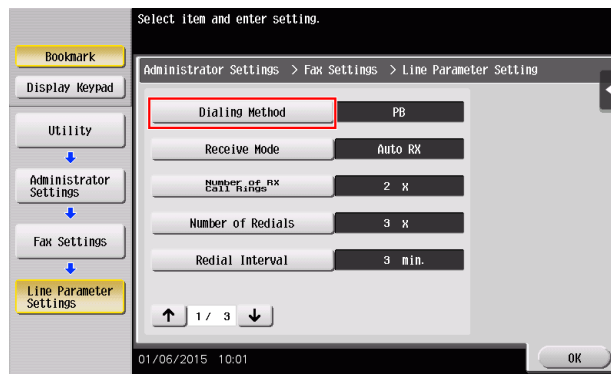 Select item and enter setting.
Bookmark
Display Keypad
Utility
Administrator
Settings
Fax Settings
Line Parameter
Settings
Administrator Settings > Fax Settings > Line Parameter Setting
Dialing Method PB
Receive Mode Auto RX
Number of RX
Call Rings
2 X
Number of Redials 3 X
Redial Interval 3 min.
↑ 1/ 3 ↓
01/06/2015 10:01
OK